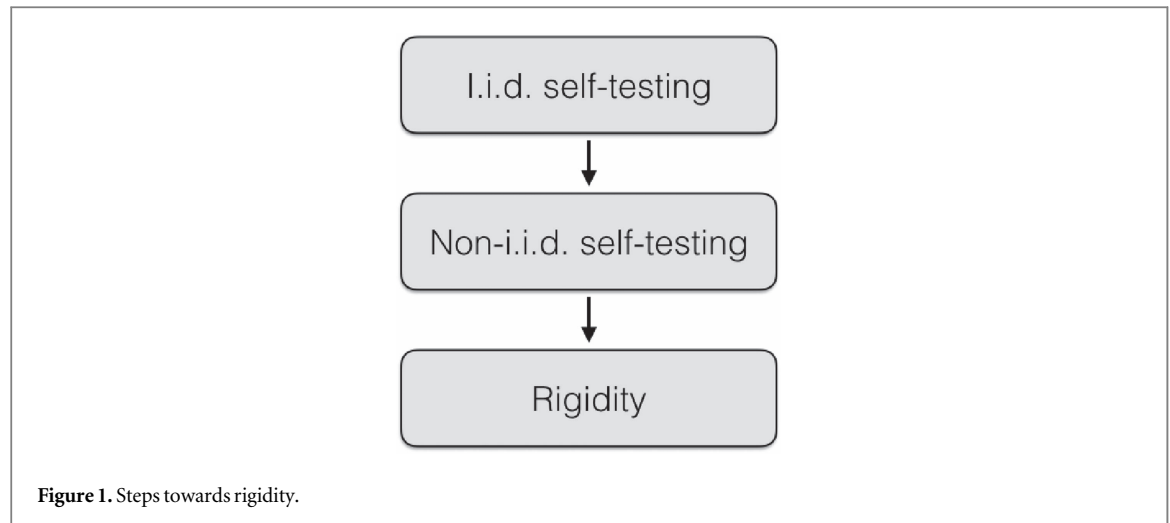 I.i.d. self-testing
Non-i.i.d. self-testing
Rigidity
Figure 1. Steps towards rigidity.